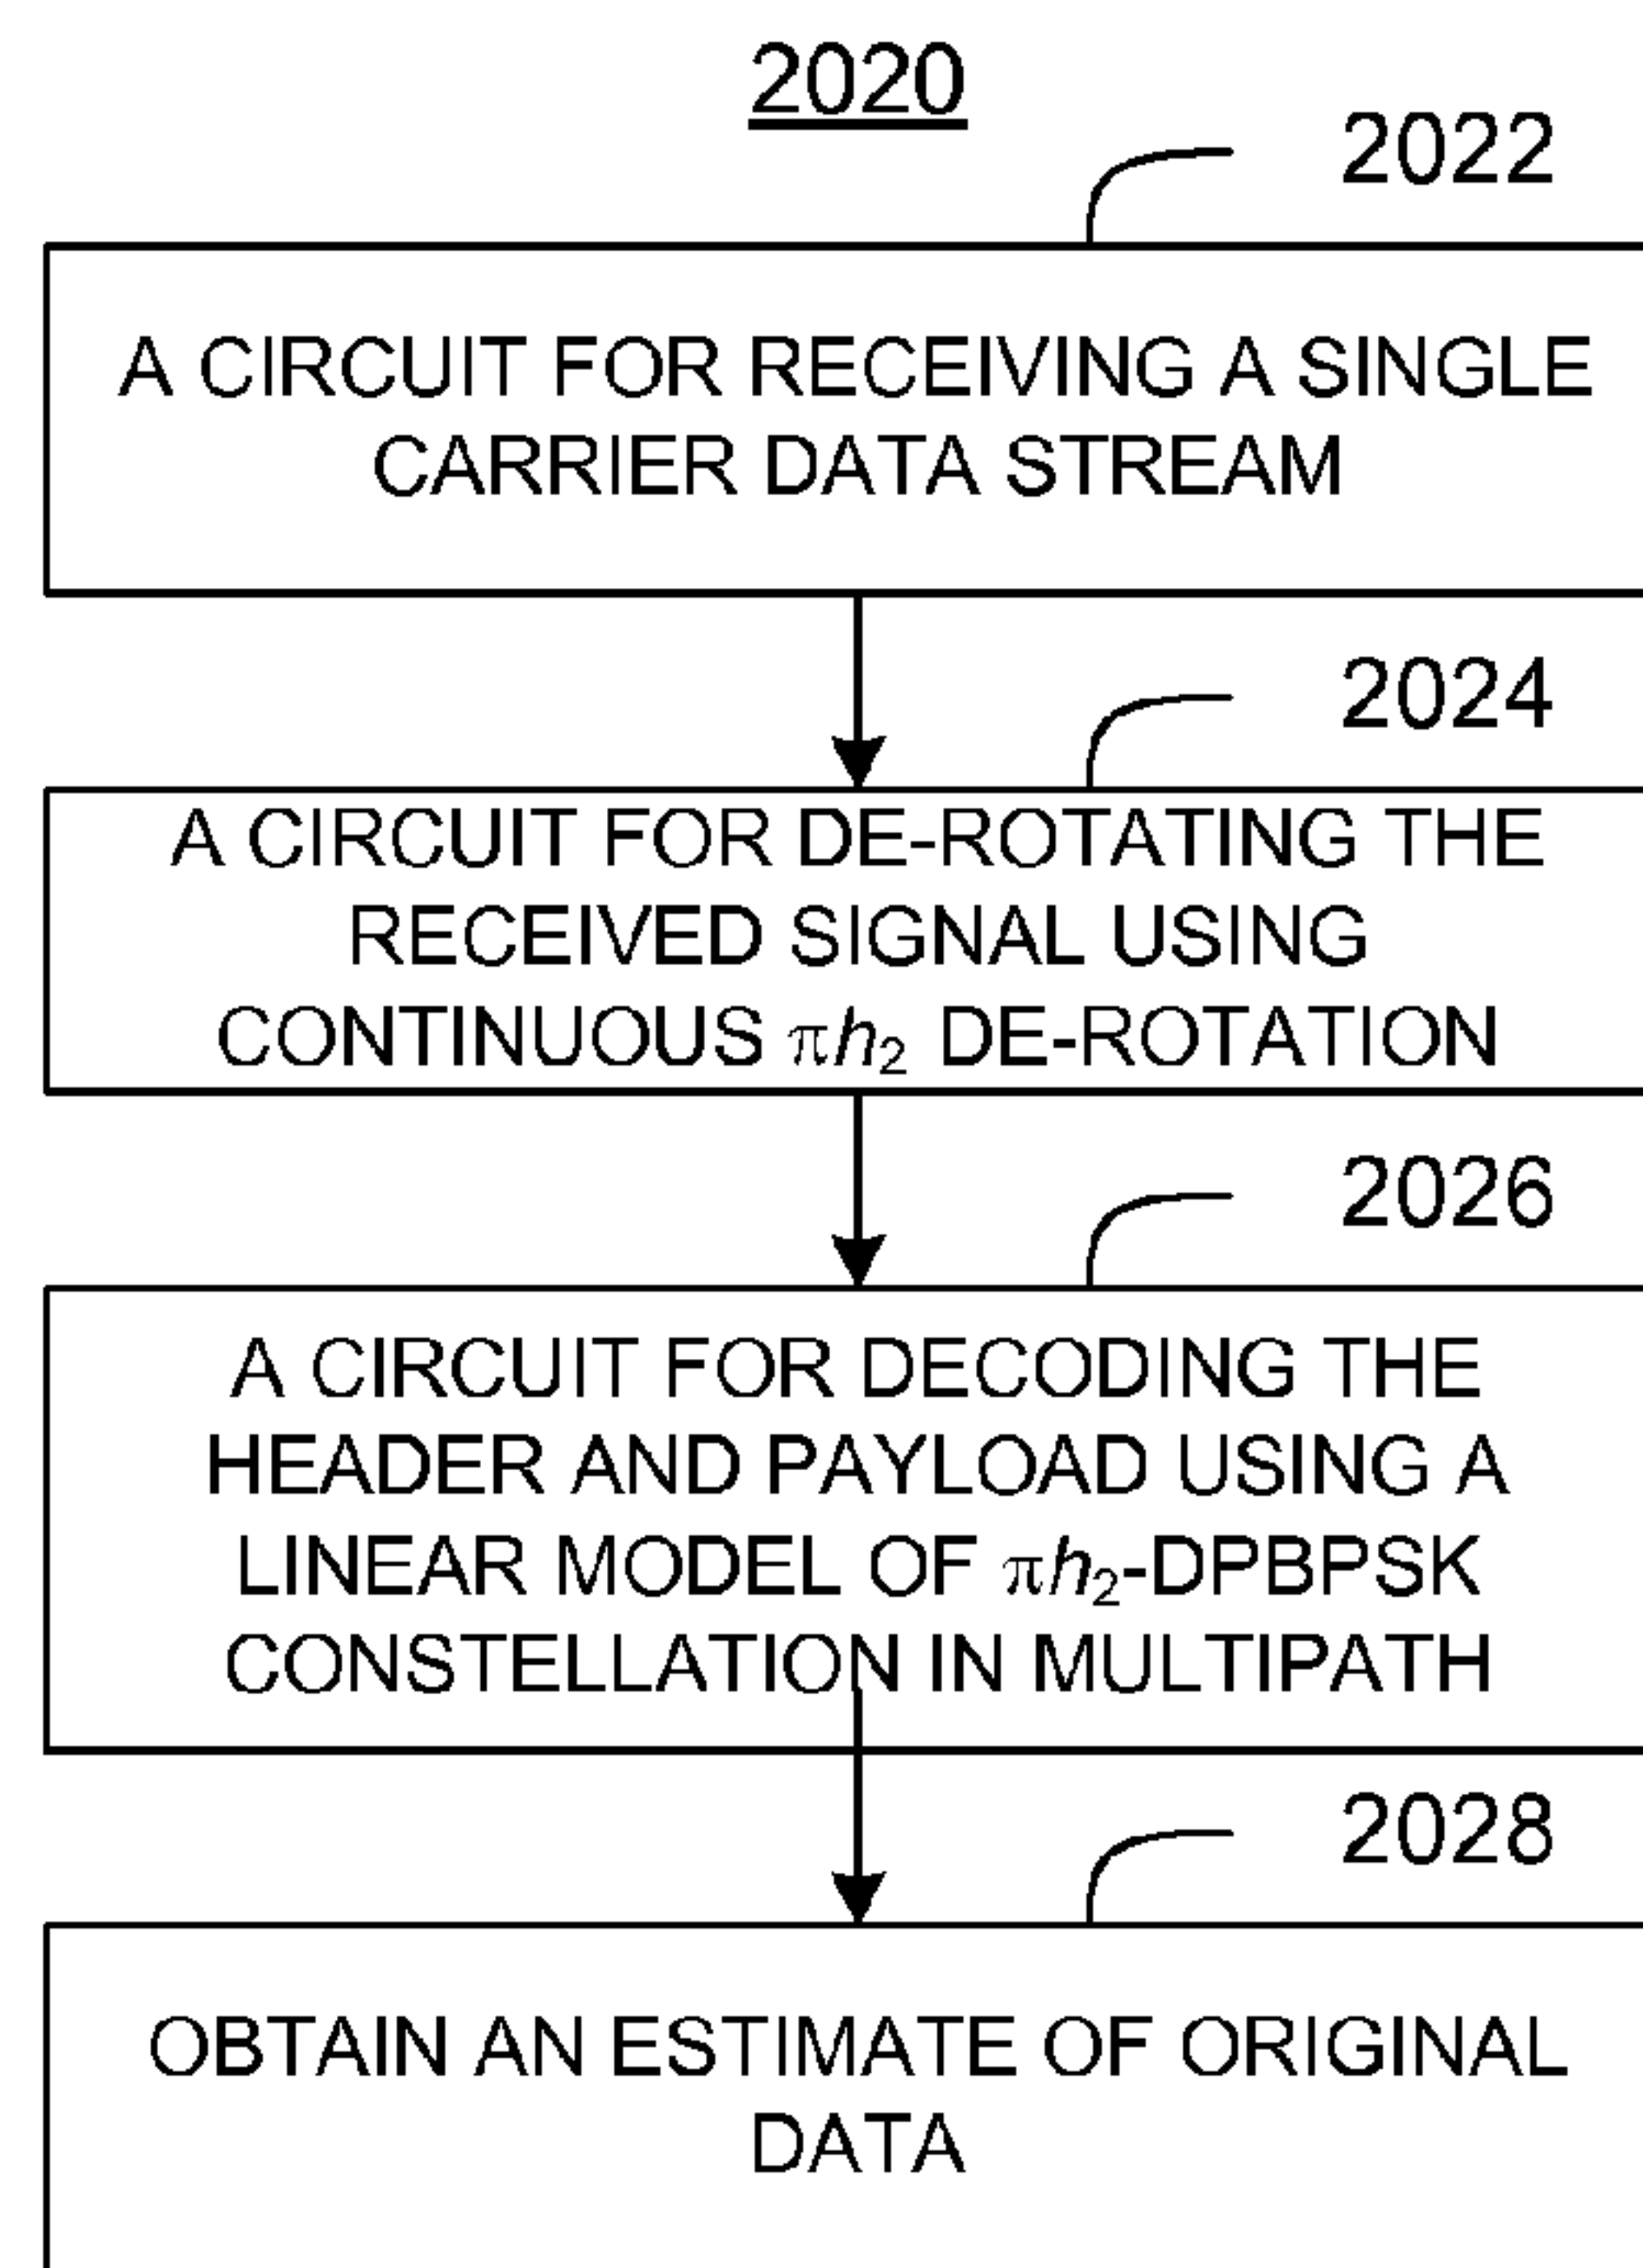 2020
2022
A CIRCUIT FOR RECEIVING A SINGLE
CARRIER DATA STREAM
2024
A CIRCUIT FOR DE-ROTATING THE
RECEIVED SIGNAL USING
CONTINUOUS πh₂ DE-ROTATION
2026
A CIRCUIT FOR DECODING THE
HEADER AND PAYLOAD USING A
LINEAR MODEL OF πh₂-DPBPSK
CONSTELLATION IN MULTIPATH
2028
OBTAIN AN ESTIMATE OF ORIGINAL
DATA